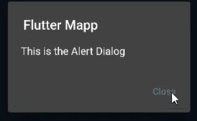 Flutter Mapp
This is the Alert Dialog
Close